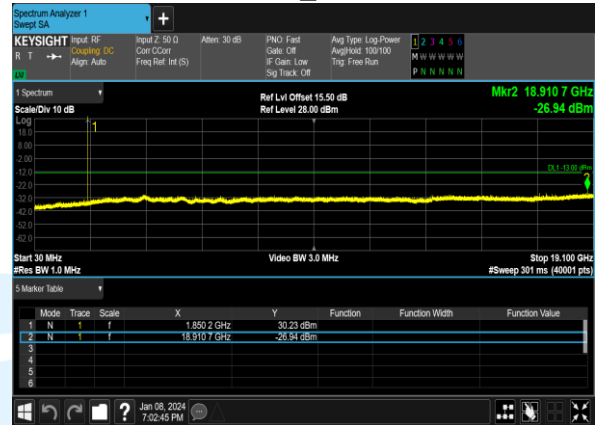 Spectrum Analyzer 1
Swept SA
+
KEYSIGHT Input: RF Input Z: 50 Ω Atten: 30 dB PNO: Fast Avg Type: Log-Power 1 2 3 4 5 6
R T Coupling: DC Corr CCorr Gate: Off Avg|Hold: 100/100 M W W W W W
Align: Auto Freq Ref: Int (S) IF Gain: Low Trig: Free Run
LXI Sig Track: Off P N N N N N
1 Spectrum Ref Lvl Offset 15.50 dB Mkr2 18.910 7 GHz
Scale/Div 10 dB Ref Level 28.00 dBm -26.94 dBm
Log
1
18.0
8.00
-2.00
-12.0 DL1 -13.00 dBm
2
-22.0
-32.0
-42.0
-52.0
-62.0
Start 30 MHz Video BW 3.0 MHz Stop 19.100 GHz
#Res BW 1.0 MHz #Sweep 301 ms (40001 pts)
5 Marker Table
Mode Trace Scale X Y Function Function Width Function Value
1 N 1 f 1.850 2 GHz 30.23 dBm
2 N 1 f 18.910 7 GHz -26.94 dBm
3
4
5
6
? Jan 08, 2024
7:02:45 PM